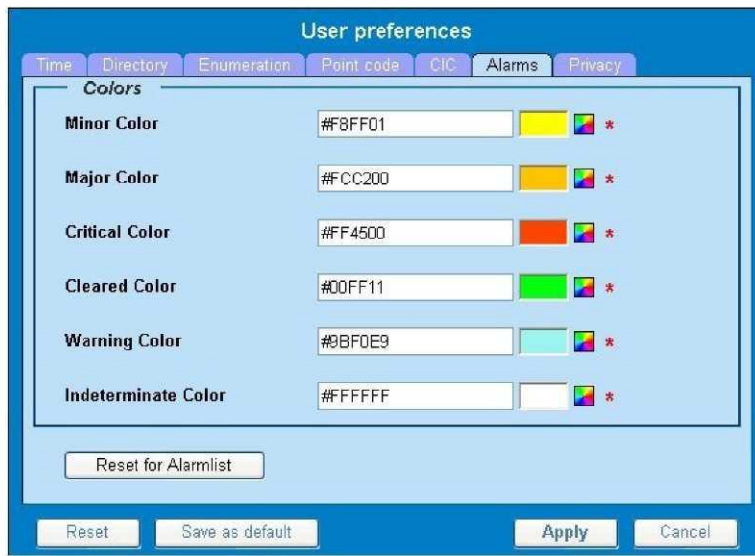 User preferences
Time Directory Enumeration Point code CIC Alarms Privacy
Colors
Minor Color #F8FF01 *
Major Color #FCC200 *
Critical Color #FF4500 *
Cleared Color #00FF11 *
Warning Color #9BF0E9 *
Indeterminate Color #FFFFFF *
Reset for Alarmlist
Reset Save as default Apply Cancel